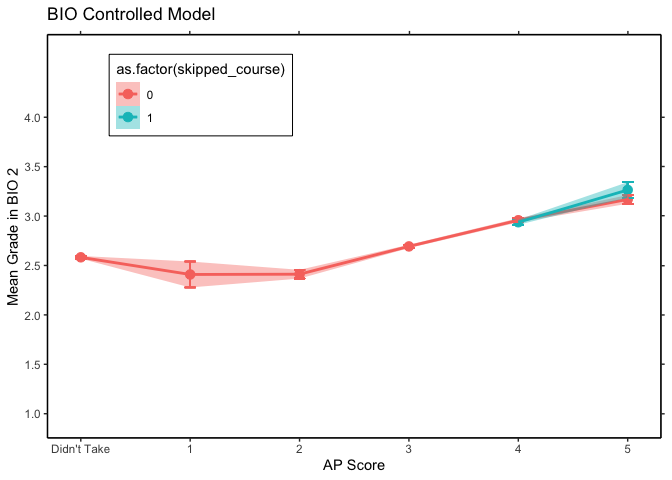 BIO Controlled Model
as.factor(skipped_course)
0
1
Mean Grade in BIO 2
4.0
3.5
3.0
2.5
2.0
1.5
1.0
Didn't Take 1 2 3 4 5
AP Score